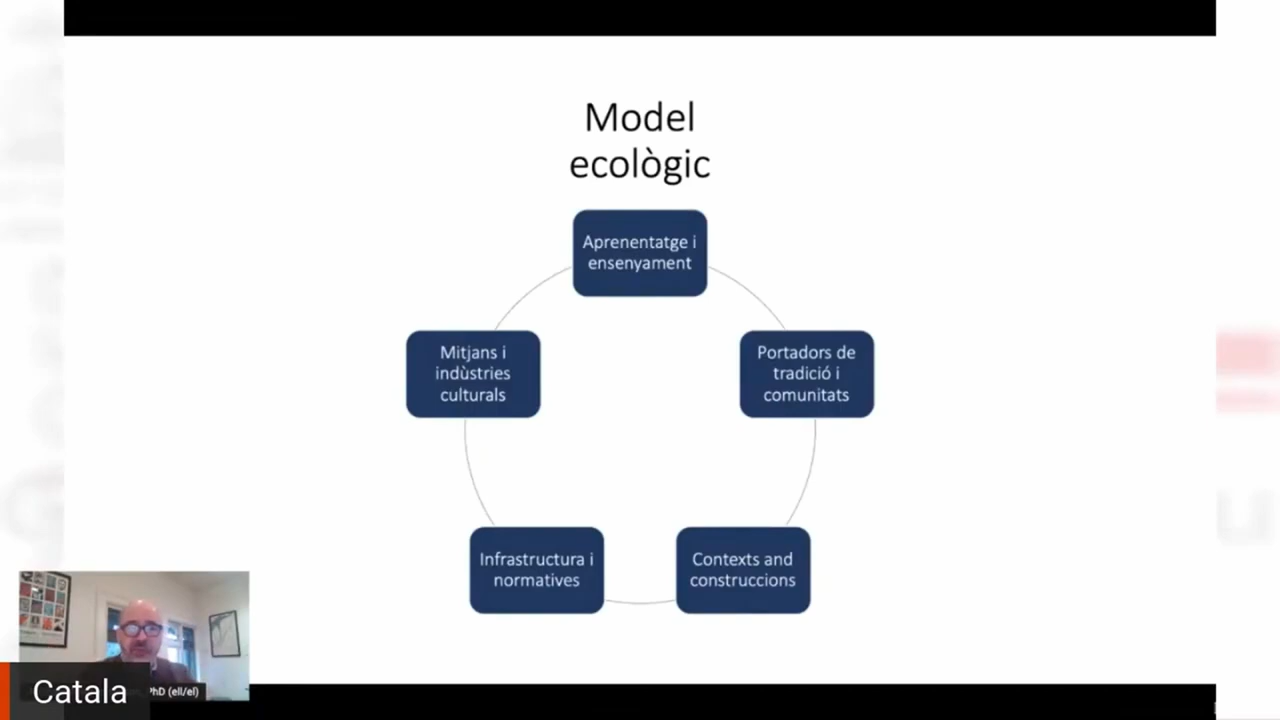 Model
ecològic
Aprenentatge i
ensenyament
Mitjans i
indústries
culturals
Portadors de
tradició i
comunitats
Infrastructura i
normatives
Contexts and
construccions
PhD (ell/el)
Catala